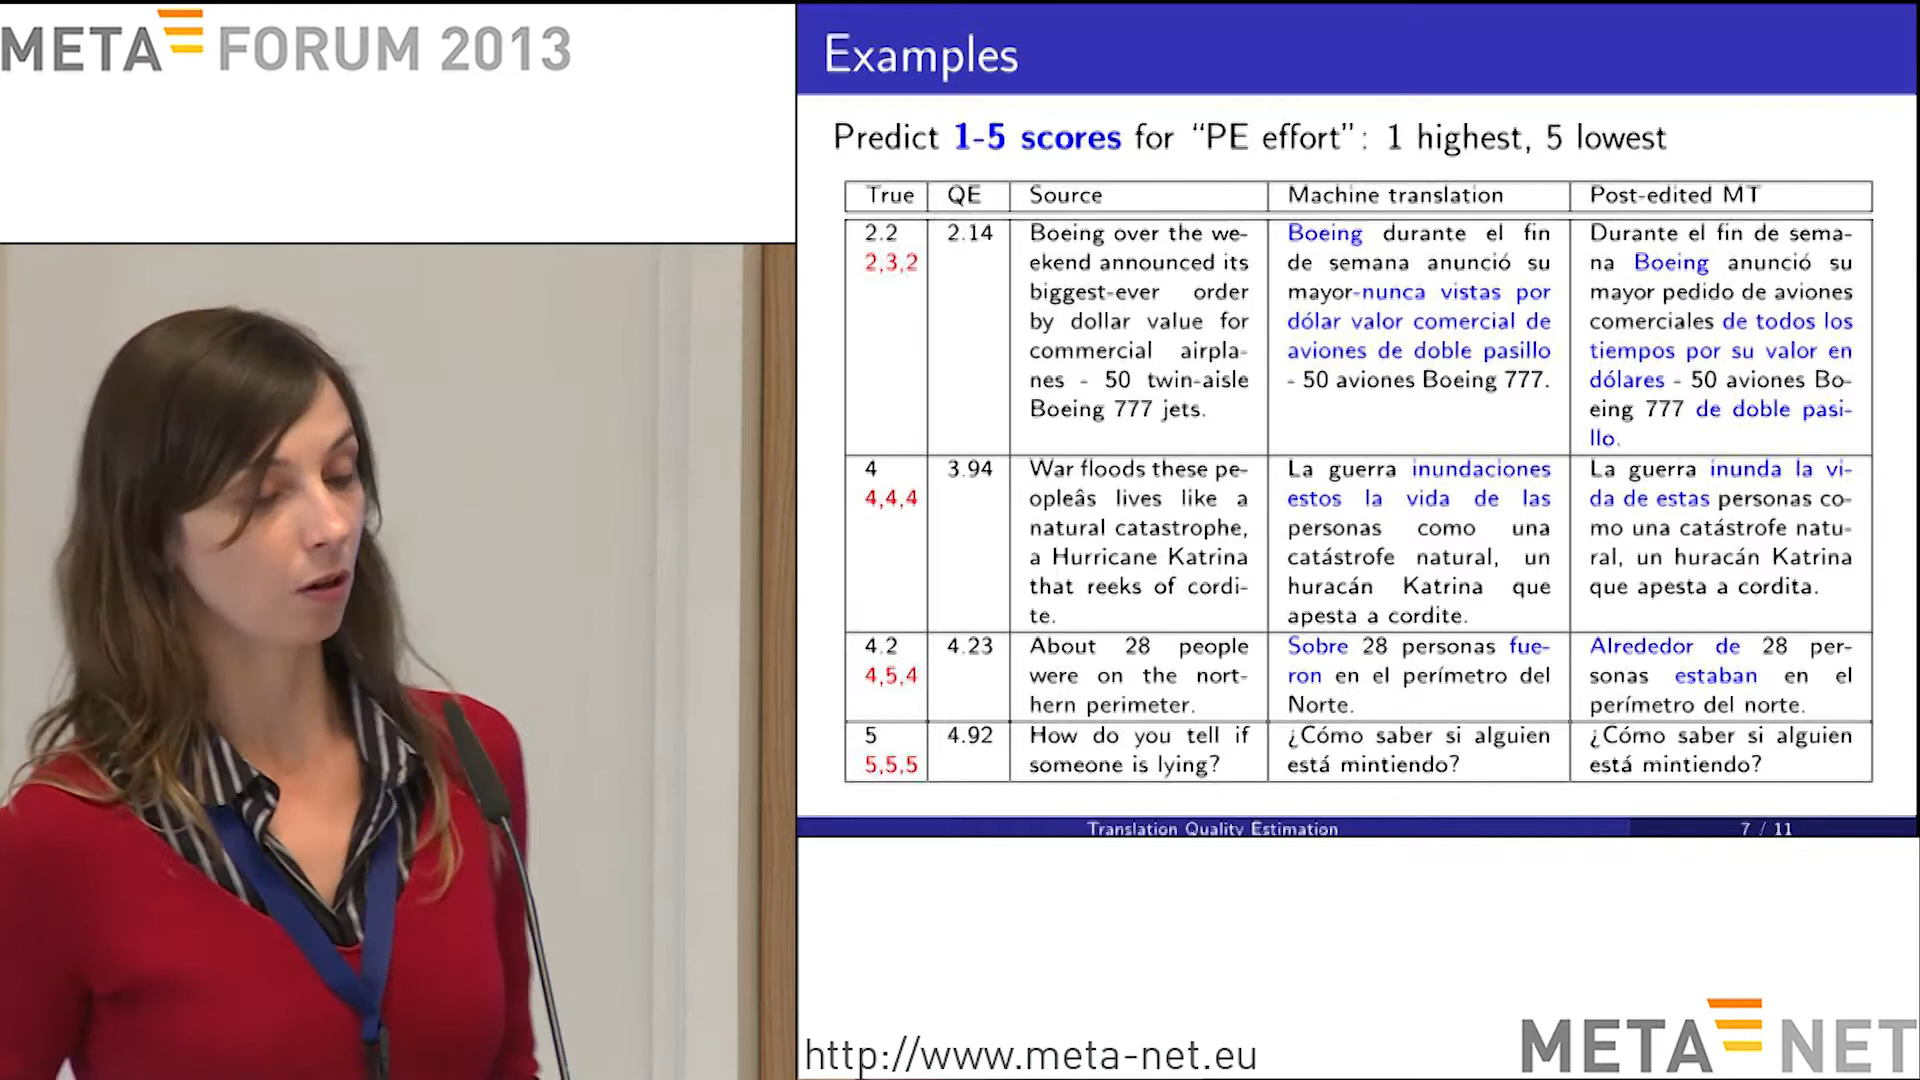 META FORUM 2013
Examples
Predict 1-5 scores for “PE effort”: 1 highest, 5 lowest
True QE Source Machine translation Post-edited MT
2.2
2,3,2
2.14
Boeing over the we-
ekend announced its
biggest-ever order
by dollar value for
commercial airpla-
nes - 50 twin-aisle
Boeing 777 jets.
Boeing durante el fin
de semana anunció su
mayor-nunca vistas por
dólar valor comercial de
aviones de doble pasillo
- 50 aviones Boeing 777.
Durante el fin de sema-
na Boeing anunció su
mayor pedido de aviones
comerciales de todos los
tiempos por su valor en
dólares - 50 aviones Bo-
eing 777 de doble pasi-
llo.
4
4,4,4
3.94
War floods these pe-
opleâs lives like a
natural catastrophe,
a Hurricane Katrina
that reeks of cordi-
te.
La guerra inundaciones
estos la vida de las
personas como una
catástrofe natural, un
huracán Katrina que
apesta a cordite.
La guerra inunda la vi-
da de estas personas co-
mo una catástrofe natu-
ral, un huracán Katrina
que apesta a cordita.
4.2
4,5,4
4.23
About 28 people
were on the nort-
hern perimeter.
Sobre 28 personas fue-
ron en el perímetro del
Norte.
Alrededor de 28 per-
sonas estaban en el
perímetro del norte.
5
5,5,5
4.92
How do you tell if
someone is lying?
¿Cómo saber si alguien
está mintiendo?
¿Cómo saber si alguien
está mintiendo?
Translation Quality Estimation 7 / 11
http://www.meta-net.eu
META NET